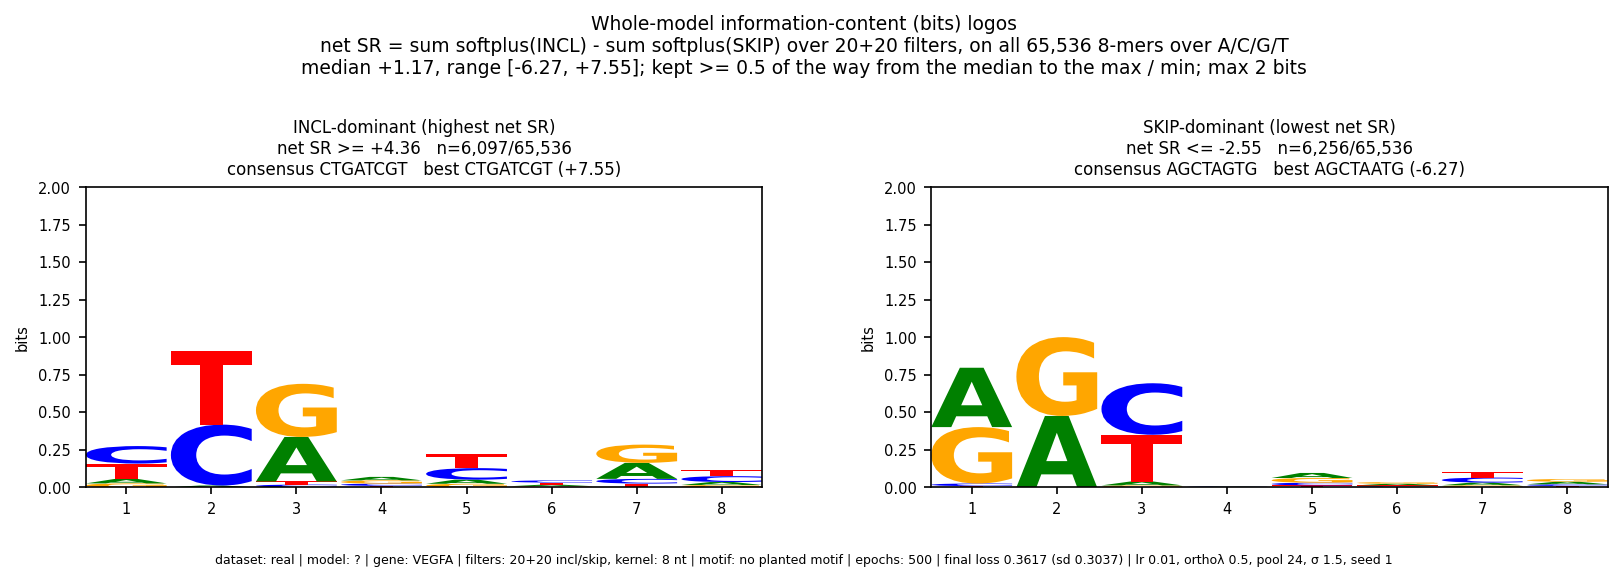 Whole-model information-content (bits) logos
net SR = sum softplus(INCL) - sum softplus(SKIP) over 20+20 filters, on all 65,536 8-mers over A/C/G/T
median +1.17, range [-6.27, +7.55]; kept >= 0.5 of the way from the median to the max / min; max 2 bits
INCL-dominant (highest net SR)
net SR >= +4.36   n=6,097/65,536
consensus CTGATCGT   best CTGATCGT (+7.55)
2.00
1.75
1.50
1.25
1.00
0.75
0.50
0.25
0.00
bits
1 2 3 4 5 6 7 8
SKIP-dominant (lowest net SR)
net SR <= -2.55   n=6,256/65,536
consensus AGCTAGTG   best AGCTAATG (-6.27)
2.00
1.75
1.50
1.25
1.00
0.75
0.50
0.25
0.00
bits
1 2 3 4 5 6 7 8
dataset: real | model: ? | gene: VEGFA | filters: 20+20 incl/skip, kernel: 8 nt | motif: no planted motif | epochs: 500 | final loss 0.3617 (sd 0.3037) | lr 0.01, orthoλ 0.5, pool 24, σ 1.5, seed 1